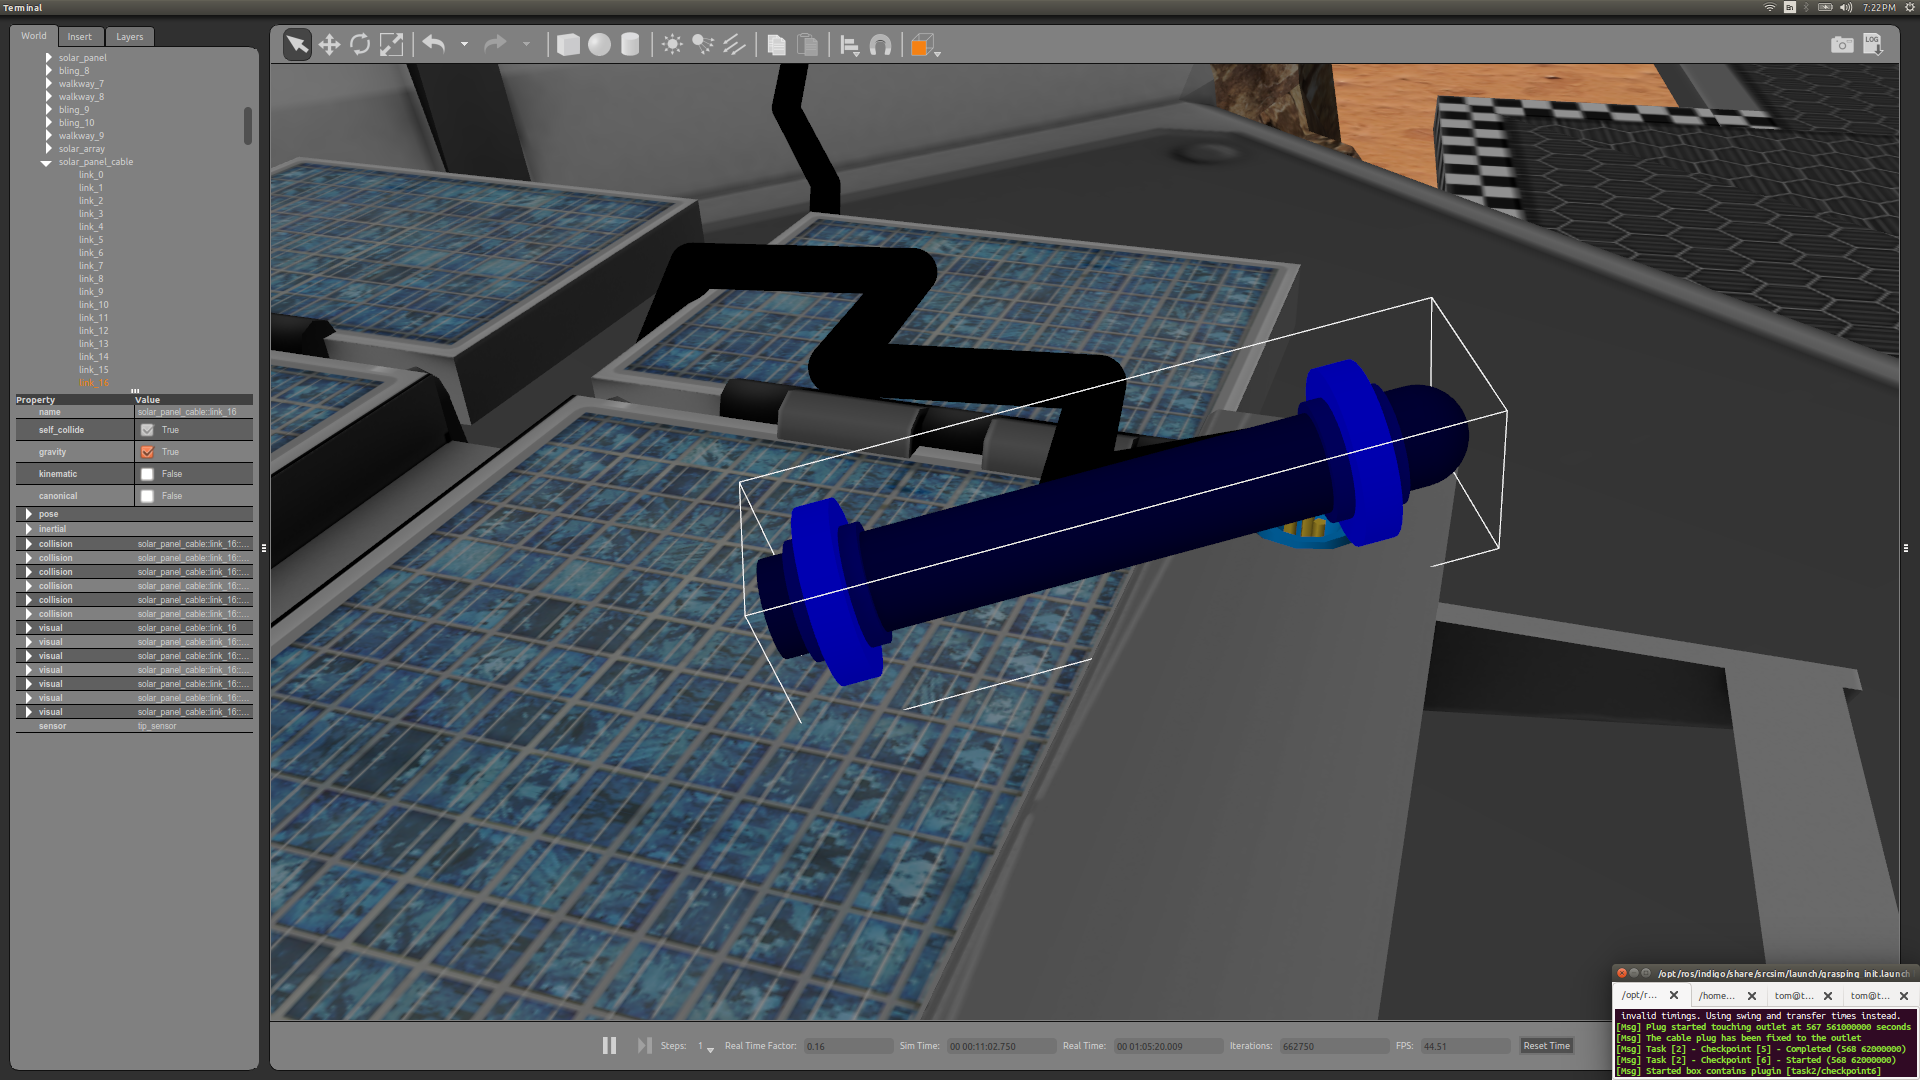 Terminal
En
7:22PM
World Insert Layers
LOG
solar_panel
bling_8
walkway_7
walkway_8
bling_9
bling_10
walkway_9
solar_array
solar_panel_cable
link_0
link_1
link_2
link_3
link_4
link_5
link_6
link_7
link_8
link_9
link_10
link_11
link_12
link_13
link_14
link_15
link_16
Property Value
name solar_panel_cable::link_16
self_collide True
gravity True
kinematic False
canonical False
pose
inertial
collision solar_panel_cable::link_16::...
collision solar_panel_cable::link_16::...
collision solar_panel_cable::link_16::...
collision solar_panel_cable::link_16::...
collision solar_panel_cable::link_16::...
collision solar_panel_cable::link_16::...
visual solar_panel_cable::link_16
visual solar_panel_cable::link_16::...
visual solar_panel_cable::link_16::...
visual solar_panel_cable::link_16::...
visual solar_panel_cable::link_16::...
visual solar_panel_cable::link_16::...
visual solar_panel_cable::link_16::...
sensor tip_sensor
Steps: 1 Real Time Factor: 0.16 Sim Time: 00 00:11:02.750 Real Time: 00 01:05:20.009 Iterations: 662750 FPS: 44.51 Reset Time
/opt/ros/indigo/share/srcsim/launch/grasping_init.launch
/opt/r... /home... tom@t... tom@t...
invalid timings. Using swing and transfer times instead.
[Msg] Plug started touching outlet at 567 561000000 seconds
[Msg] The cable plug has been fixed to the outlet
[Msg] Task [2] - Checkpoint [5] - Completed (568 62000000)
[Msg] Task [2] - Checkpoint [6] - Started (568 62000000)
[Msg] Started box contains plugin [task2/checkpoint6]